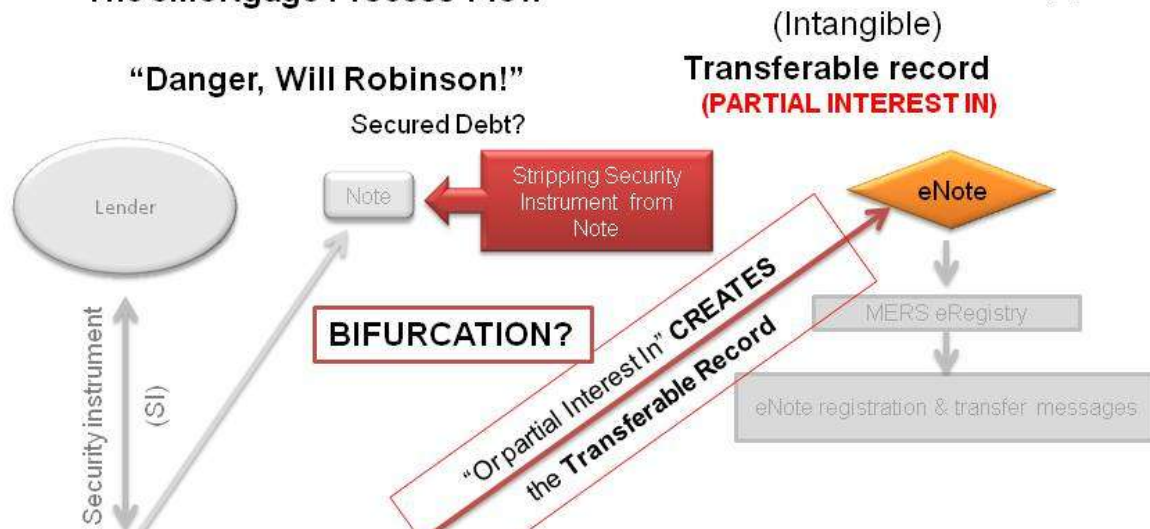 (Intangible)
"Danger, Will Robinson!"
Transferable record
(PARTIAL INTEREST IN)
Secured Debt?
Lender
Note
Stripping Security
Instrument from
Note
eNote
Security instrument
(SI)
BIFURCATION?
"Or partial Interest In" CREATES
the Transferable Record
MERS eRegistry
eNote registration & transfer messages